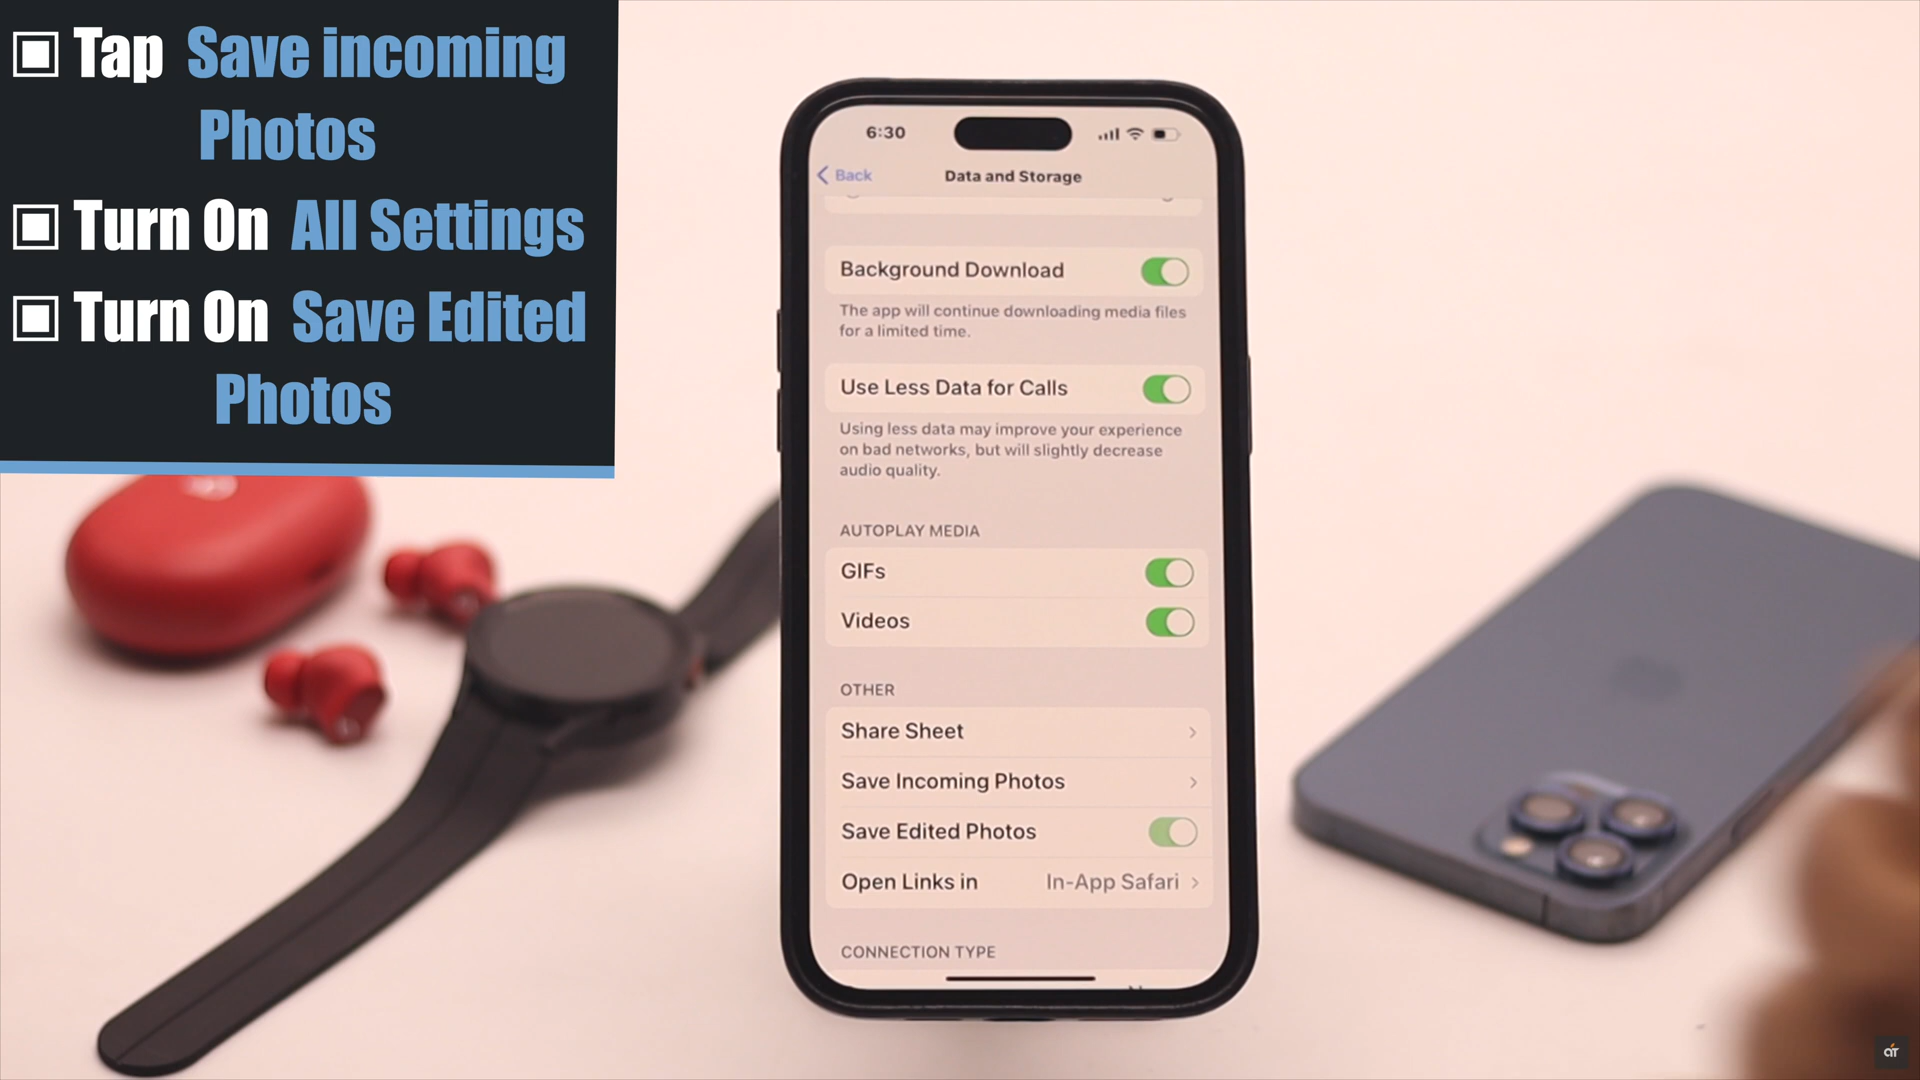 Tap Save incoming
Photos
Turn On All Settings
Turn On Save Edited
Photos
6:30
Back
Data and Storage
Background Download
The app will continue downloading media files
for a limited time.
Use Less Data for Calls
Using less data may improve your experience
on bad networks, but will slightly decrease
audio quality.
AUTOPLAY MEDIA
GIFs
Videos
OTHER
Share Sheet
Save Incoming Photos
Save Edited Photos
Open Links in In-App Safari
CONNECTION TYPE